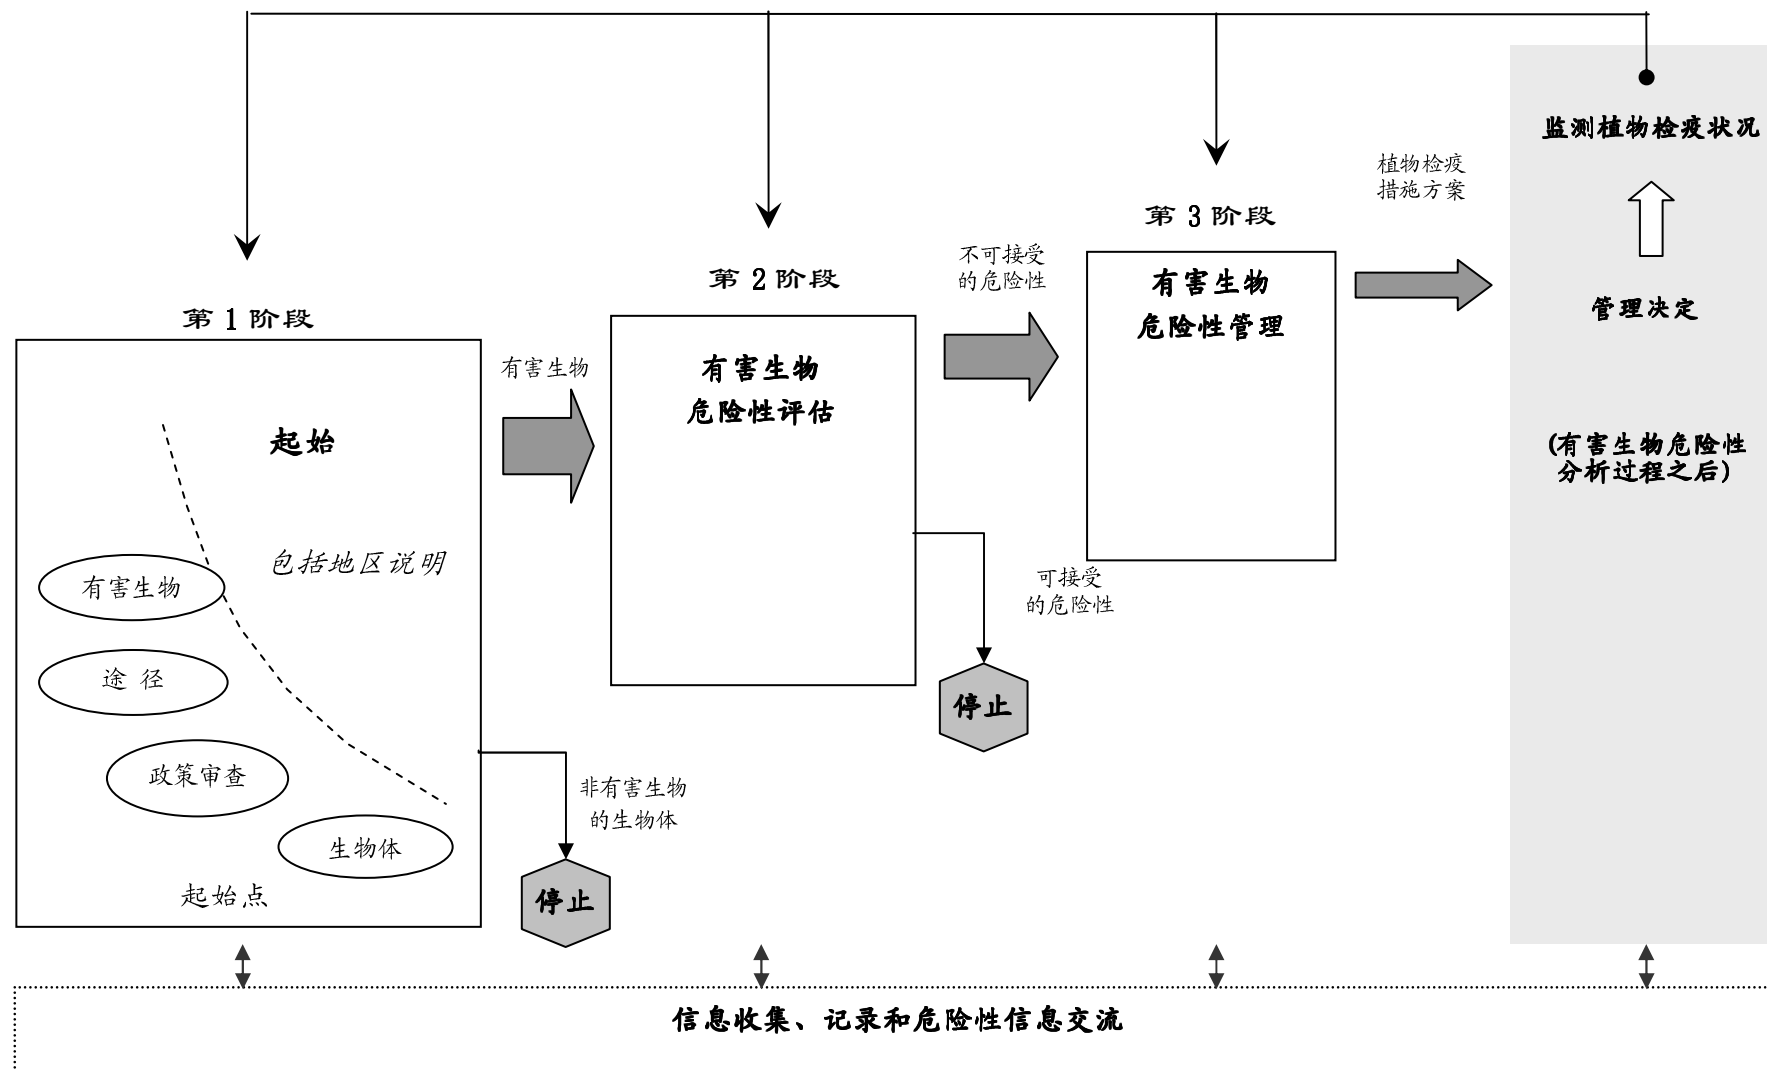 第 1 阶段
起始
包括地区说明
有害生物
途 径
政策审查
生物体
起始点
有害生物
非有害生物
的生物体
停止
第 2 阶段
有害生物
危险性评估
不可接受
的危险性
可接受
的危险性
停止
第 3 阶段
有害生物
危险性管理
植物检疫
措施方案
监测植物检疫状况
管理决定
(有害生物危险性
分析过程之后)
信息收集、记录和危险性信息交流